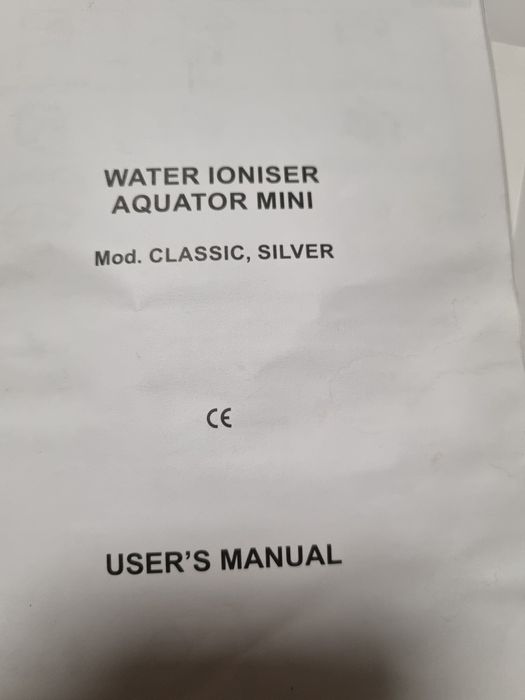 WATER IONISER
AQUATOR MINI
Mod. CLASSIC, SILVER
CE
USER'S MANUAL